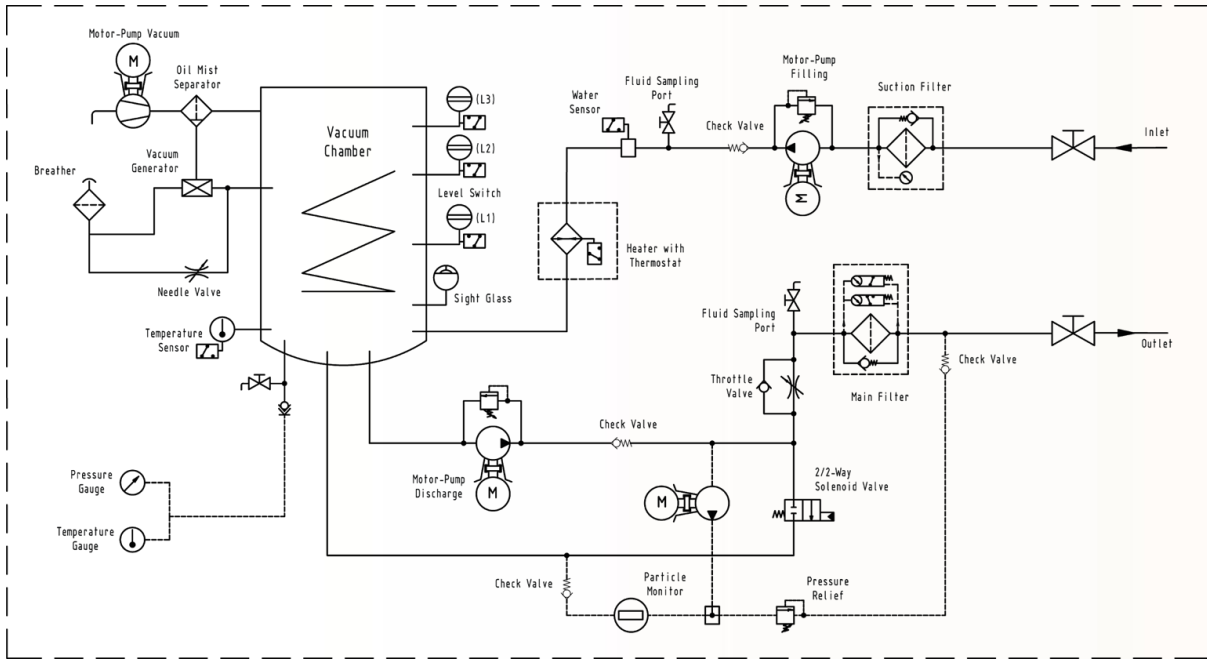 Motor-Pump Vacuum
M
Oil Mist
Separator
Vacuum
Generator
Breather
Needle Valve
Temperature
Sensor
Vacuum
Chamber
(L3)
(L2)
Level Switch
(L1)
Sight Glass
Water
Sensor
Fluid Sampling
Port
Check Valve
Motor-Pump
Filling
M
Suction Filter
Inlet
Heater with
Thermostat
Fluid Sampling
Port
Outlet
Check Valve
Main Filter
Throttle
Valve
Check Valve
Motor-Pump
Discharge
M
M
2/2-Way
Solenoid Valve
Pressure
Gauge
Temperature
Gauge
Check Valve
Particle
Monitor
Pressure
Relief